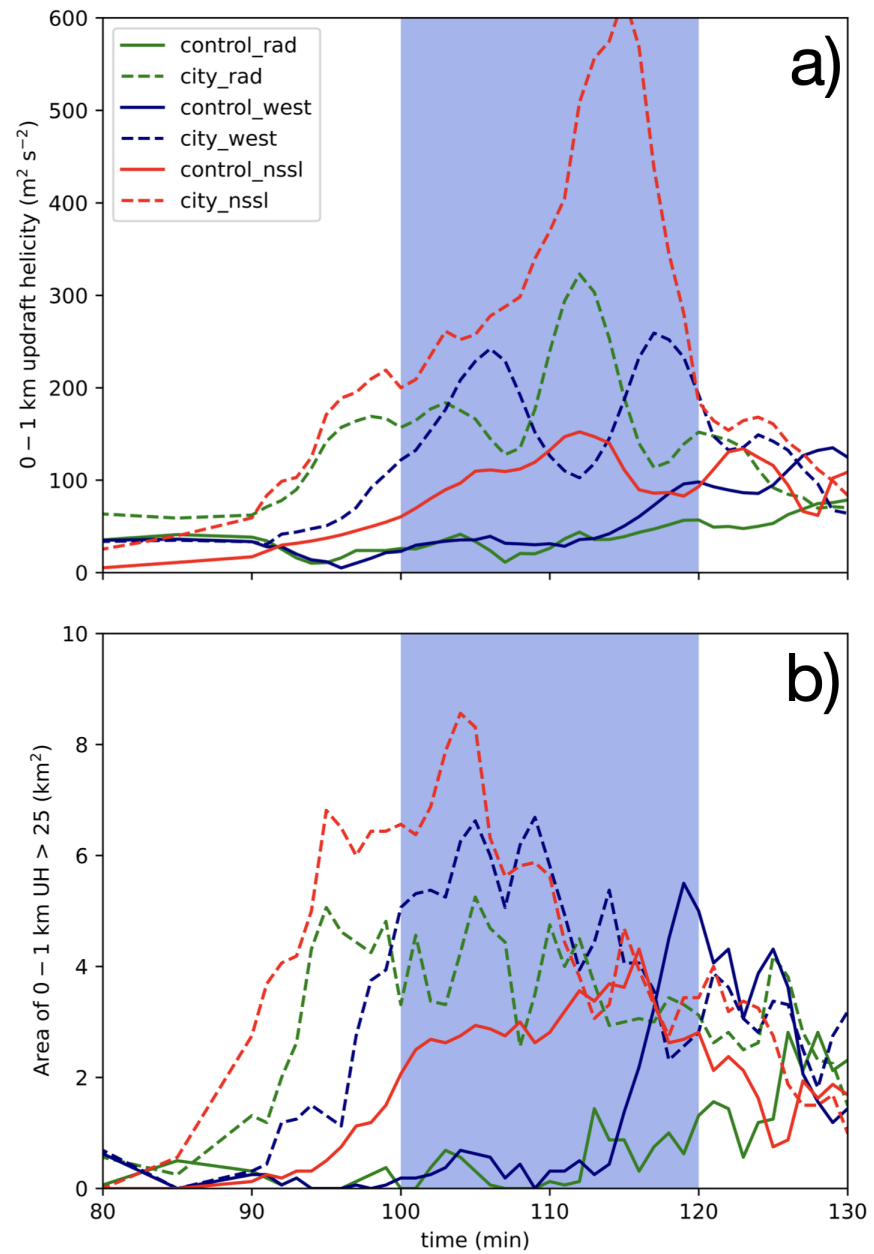 600
500
400
300
200
100
0
0 − 1 km updraft helicity (m² s⁻²)
control_rad
city_rad
control_west
city_west
control_nssl
city_nssl
a)
10
8
6
4
2
0
Area of 0 − 1 km UH > 25 (km²)
b)
80 90 100 110 120 130
time (min)